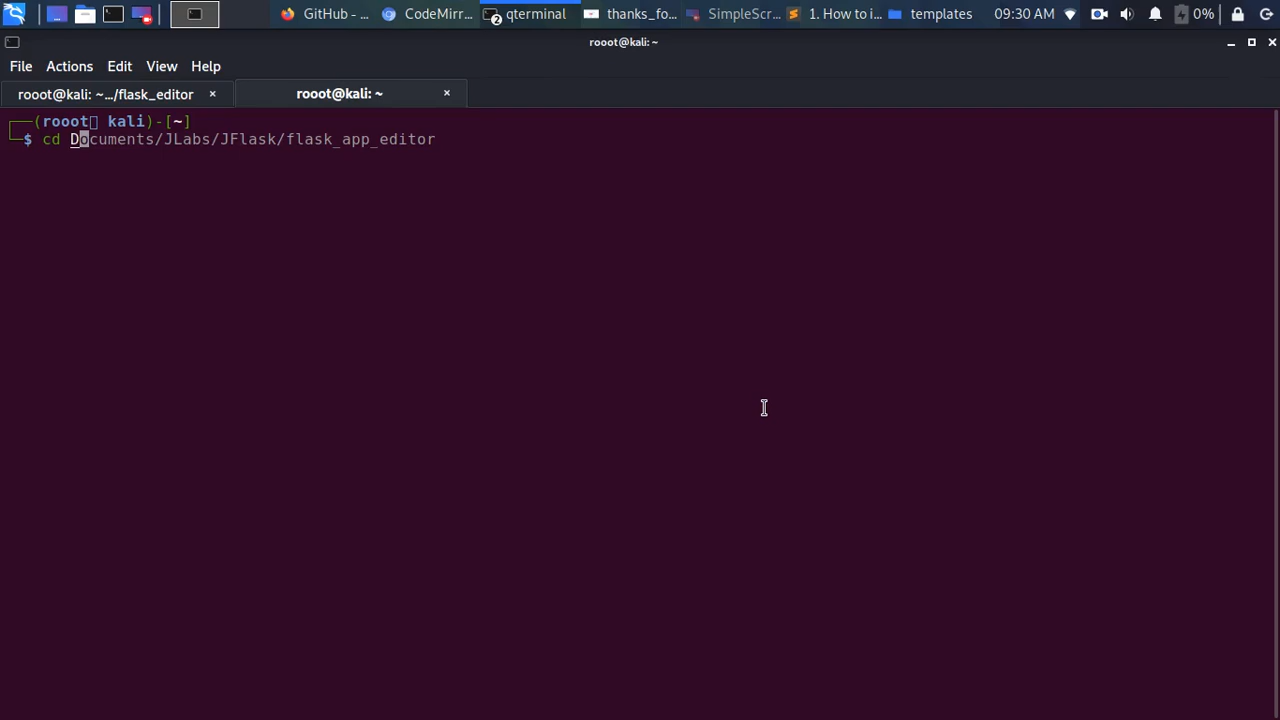 GitHub - …
CodeMirr…
2
qterminal
thanks_fo…
SimpleScr…
1. How to i…
templates
09:30 AM
0%
rooot@kali: ~
File Actions Edit View Help
rooot@kali: ~…/flask_editor ×
rooot@kali: ~ ×
┌──(rooot▯ kali)-[~]
└─$ cd Documents/JLabs/JFlask/flask_app_editor